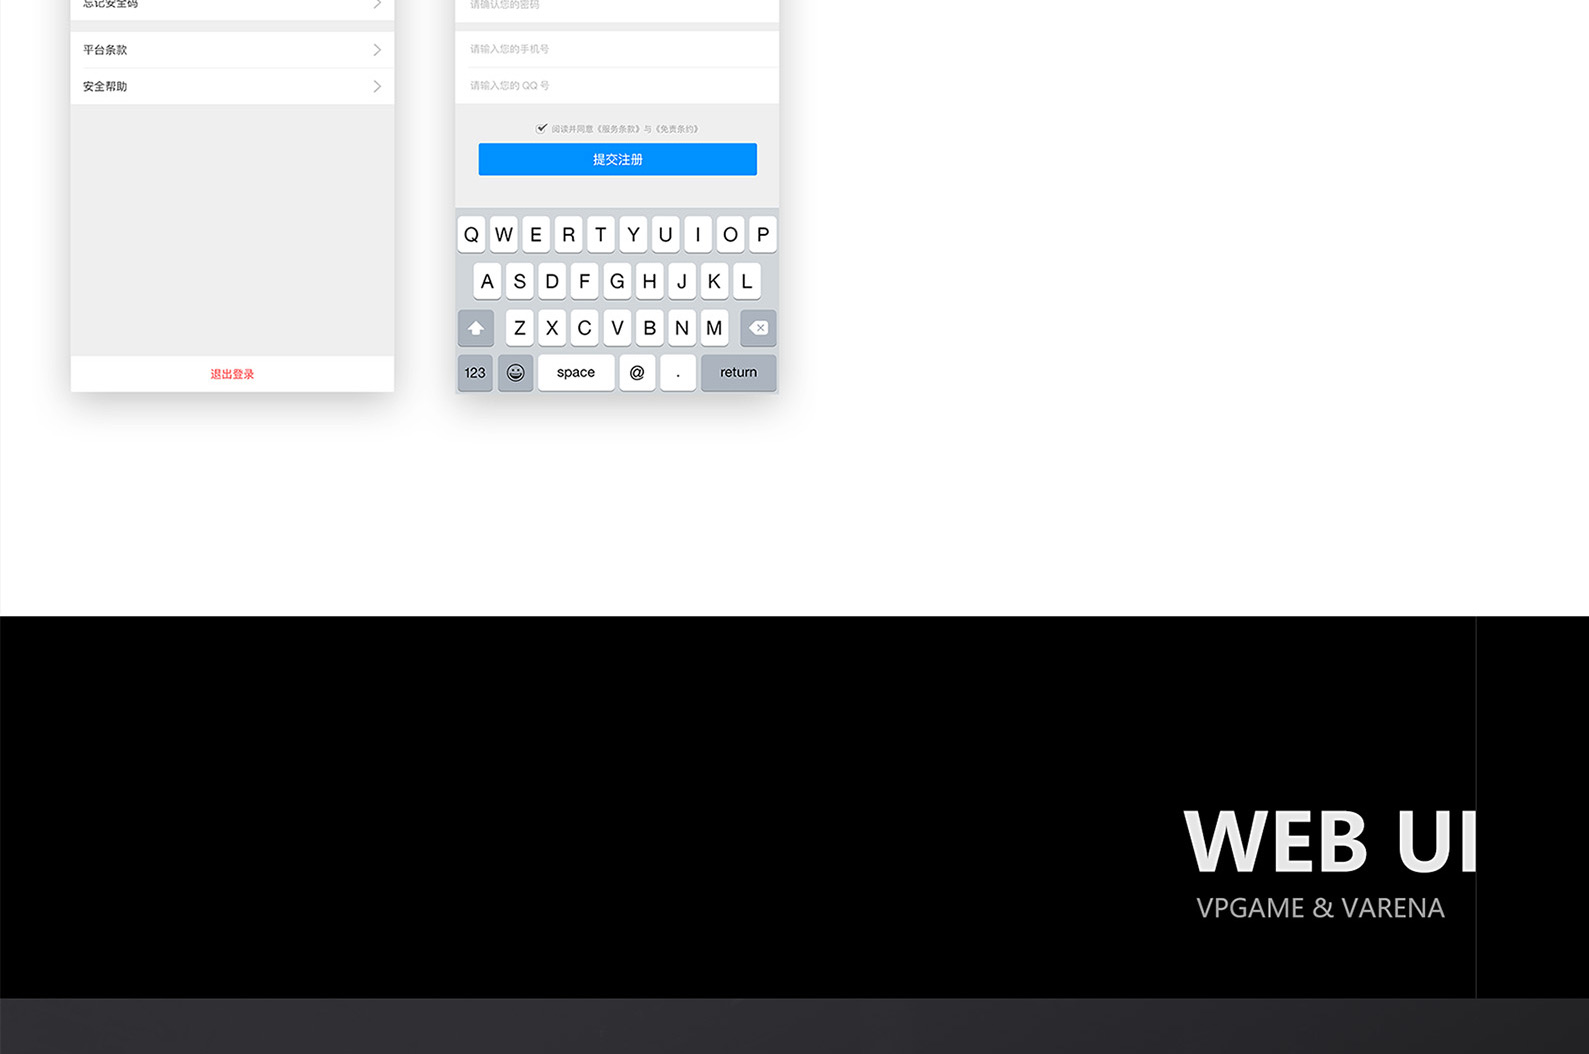 忘记安全码
平台条款
安全帮助
退出登录
请确认您的密码
请输入您的手机号
请输入您的 QQ 号
阅读并同意《服务条款》与《免责条约》
提交注册
Q W E R T Y U I O P
A S D F G H J K L
Z X C V B N M
123 space @ . return
WEB UI
VPGAME & VARENA